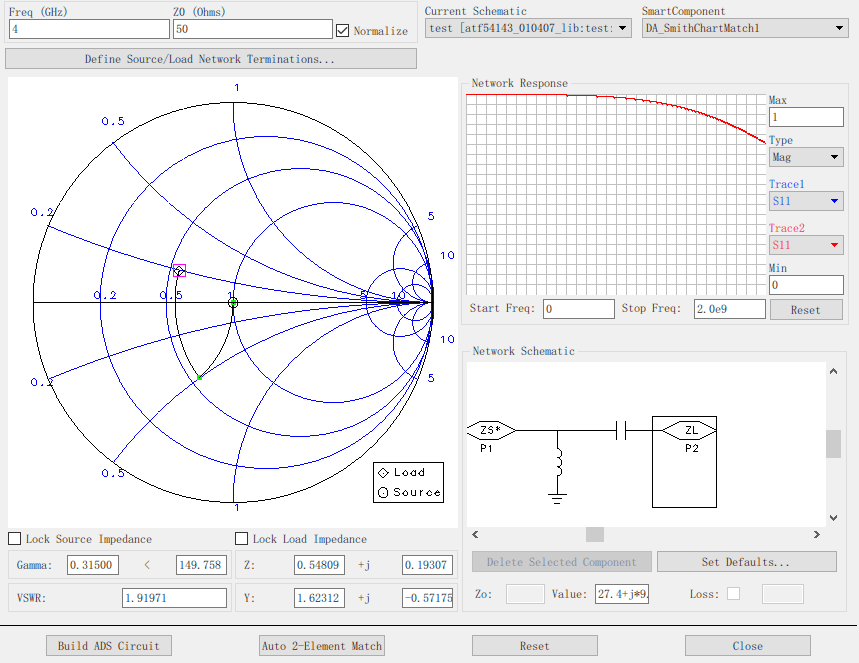 Freq (GHz) Z0 (Ohms) Current Schematic SmartComponent
4 50 Normalize test [atf54143_010407_lib:test: DA_SmithChartMatch1
Define Source/Load Network Terminations...
Network Response
1
0.5
0.2
5
10
0.2 0.5 1 5 10
10
5
0.2
0.5
1
Load
Source
Max
1
Type
Mag
Trace1
S11
Trace2
S11
Min
0
Start Freq: 0 Stop Freq: 2.0e9 Reset
Network Schematic
ZS* ZL
P1 P2
Lock Source Impedance Lock Load Impedance
Gamma: 0.31500 < 149.758 Z: 0.54809 +j 0.19307
VSWR: 1.91971 Y: 1.62312 +j -0.57175
Delete Selected Component Set Defaults...
Zo: Value: 27.4+j*9. Loss:
Build ADS Circuit Auto 2-Element Match Reset Close